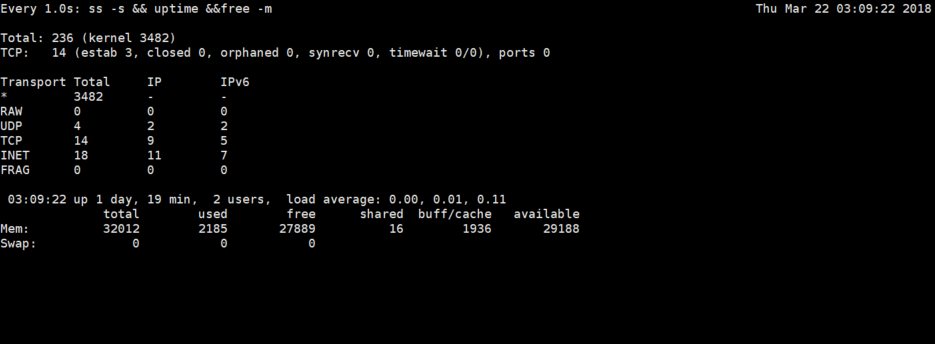 Every 1.0s: ss -s && uptime &&free -m Thu Mar 22 03:09:22 2018
Total: 236 (kernel 3482)
TCP: 14 (estab 3, closed 0, orphaned 0, synrecv 0, timewait 0/0), ports 0
Transport Total IP IPv6
* 3482 - -
RAW 0 0 0
UDP 4 2 2
TCP 14 9 5
INET 18 11 7
FRAG 0 0 0
03:09:22 up 1 day, 19 min, 2 users, load average: 0.00, 0.01, 0.11
total used free shared buff/cache available
Mem: 32012 2185 27889 16 1936 29188
Swap: 0 0 0